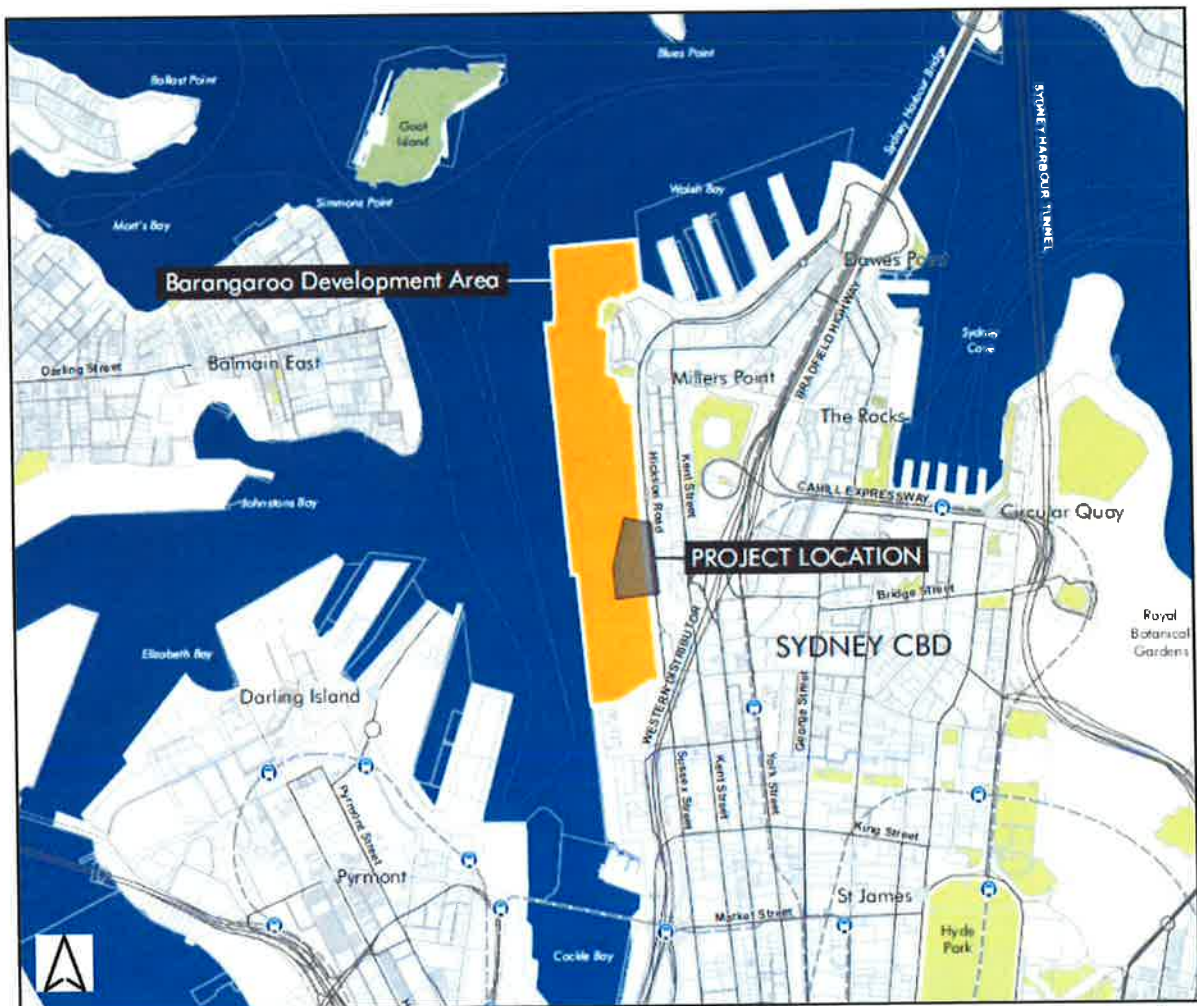 Blues Point
Ballast Point
Goat
Island
Sydney Harbour Bridge
SYDNEY HARBOUR TUNNEL
Walsh Bay
Simmons Point
Mort's Bay
Dawes Point
Barangaroo Development Area
BRADFIELD HIGHWAY
Sydney
Cove
Balmain East
Darling Street
Millers Point
The Rocks
Hickson Road
Kent Street
CAHILL EXPRESSWAY
Johnstons Bay
Circular Quay
PROJECT LOCATION
Bridge Street
Royal
Botanical
Gardens
SYDNEY CBD
WESTERN DISTRIBUTOR
Elizabeth Bay
Darling Island
George Street
Sussex Street
Kent Street
York Street
Pyrmont Street
King Street
Pyrmont
St James
Market Street
Hyde
Park
Cockle Bay